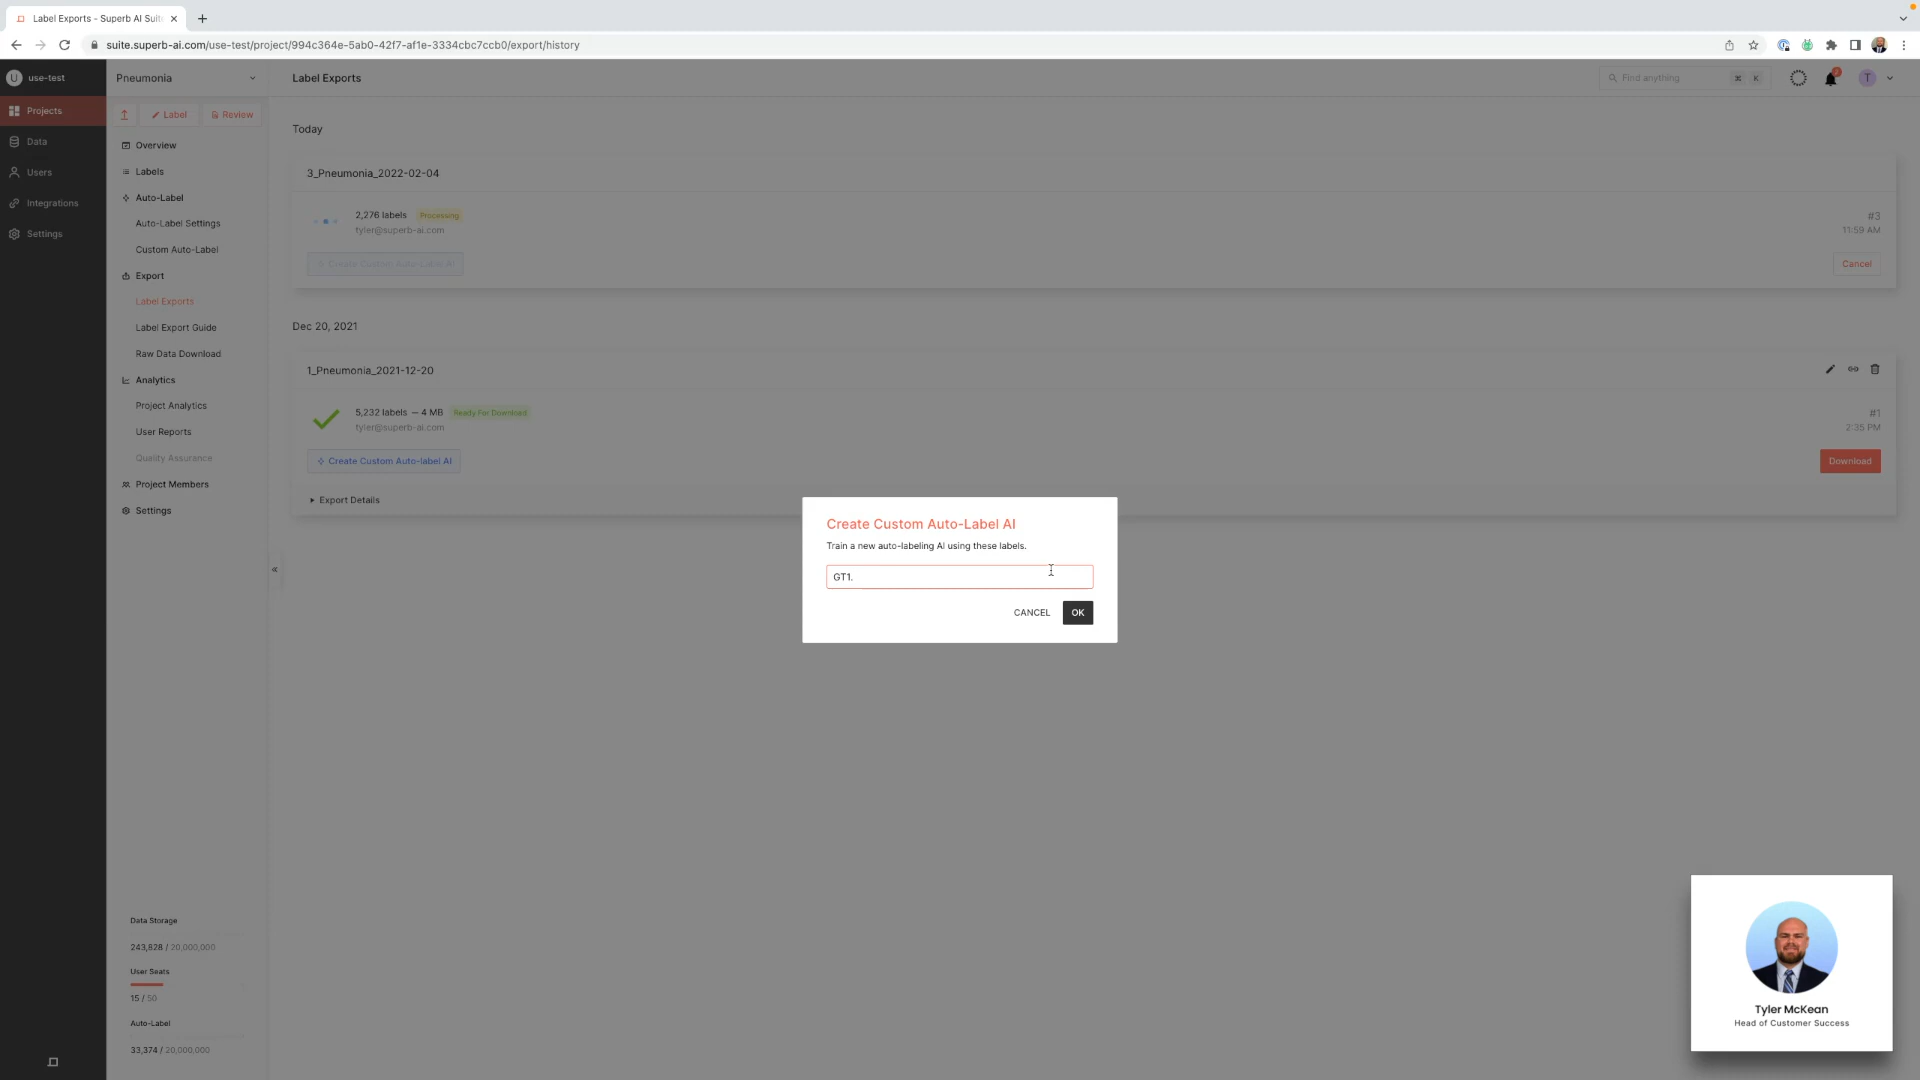 Label Exports - Superb AI Suit
suite.superb-ai.com/use-test/project/994c364e-5ab0-42f7-af1e-3334cbc7ccb0/export/history
U use-test
Projects
Data
Users
Integrations
Settings
Pneumonia
Label
Review
Overview
Labels
Auto-Label
Auto-Label Settings
Custom Auto-Label
Export
Label Exports
Label Export Guide
Raw Data Download
Analytics
Project Analytics
User Reports
Quality Assurance
Project Members
Settings
Data Storage
243,828 / 20,000,000
User Seats
15 / 50
Auto-Label
33,374 / 20,000,000
Label Exports
Find anything
⌘ K
T
Today
3_Pneumonia_2022-02-04
2,276 labels Processing
tyler@superb-ai.com
#3
11:59 AM
Create Custom Auto-Label AI
Cancel
Dec 20, 2021
1_Pneumonia_2021-12-20
5,232 labels — 4 MB Ready For Download
tyler@superb-ai.com
#1
2:35 PM
Create Custom Auto-label AI
Download
Export Details
Create Custom Auto-Label AI
Train a new auto-labeling AI using these labels.
GT1.
CANCEL OK
Tyler McKean
Head of Customer Success